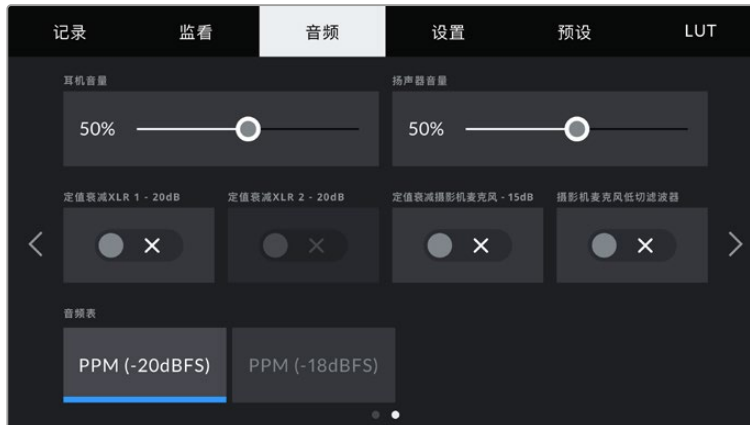 记录 监看 音频 设置 预设 LUT
耳机音量 扬声器音量
50% 50%
定值衰减XLR 1 - 20dB 定值衰减XLR 2 - 20dB 定值衰减摄影机麦克风 - 15dB 摄影机麦克风低切滤波器
音频表
PPM (-20dBFS) PPM (-18dBFS)